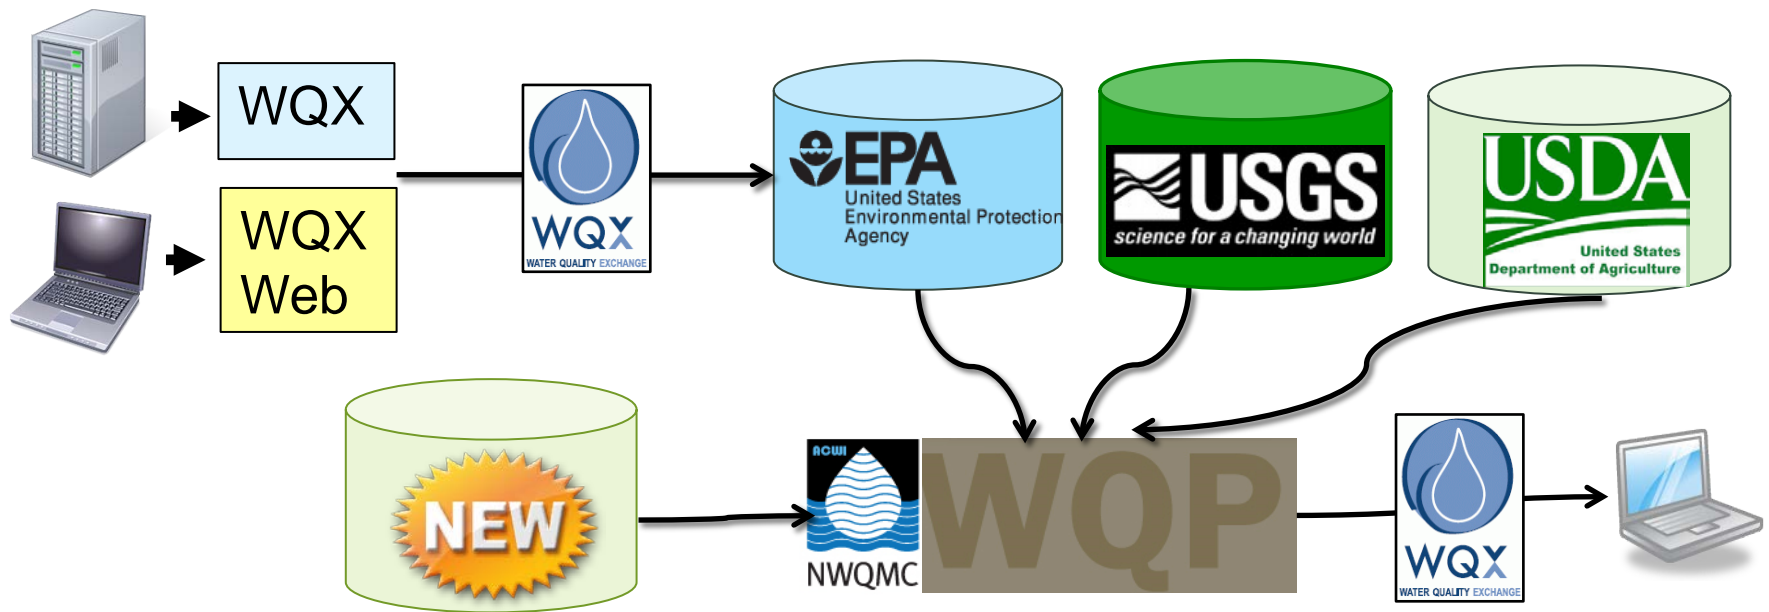 WQX
WQX
Web
WQX
WATER QUALITY EXCHANGE
EPA
United States
Environmental Protection
Agency
USGS
science for a changing world
USDA
United States
Department of Agriculture
NEW
ACWI
NWQMC
WQP
WQX
WATER QUALITY EXCHANGE